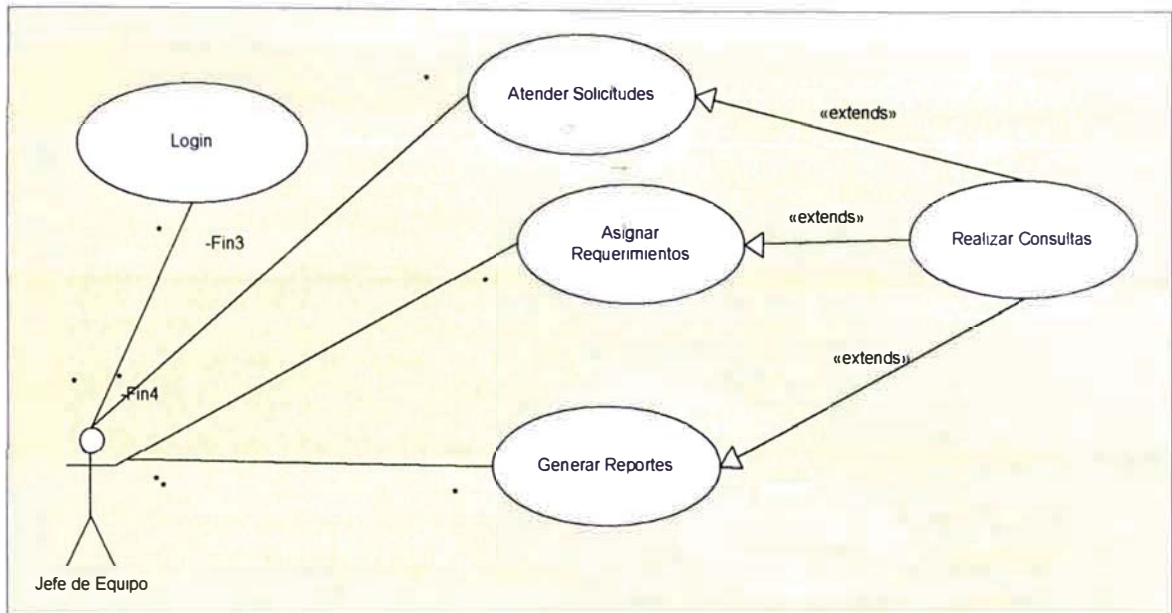 Atender Solicitudes
«extends»
Login
Asignar
Requerimientos
«extends»
Realizar Consultas
-Fin3
«extends»
-Fin4
Generar Reportes
Jefe de Equipo